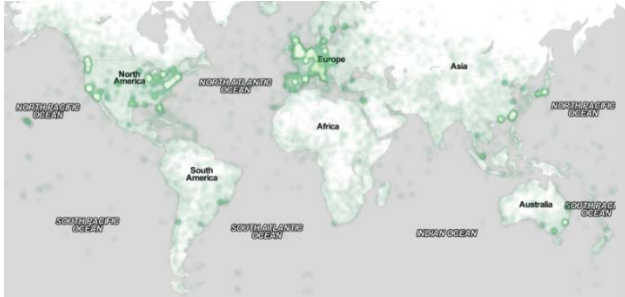 North
America
NORTH ATLANTIC
OCEAN
Europe
Asia
NORTH PACIFIC
OCEAN
NORTH PACIFIC
OCEAN
Africa
South
America
Australia
SOUTH PACIFIC
OCEAN
SOUTH PACIFIC
OCEAN
SOUTH ATLANTIC
OCEAN
INDIAN OCEAN